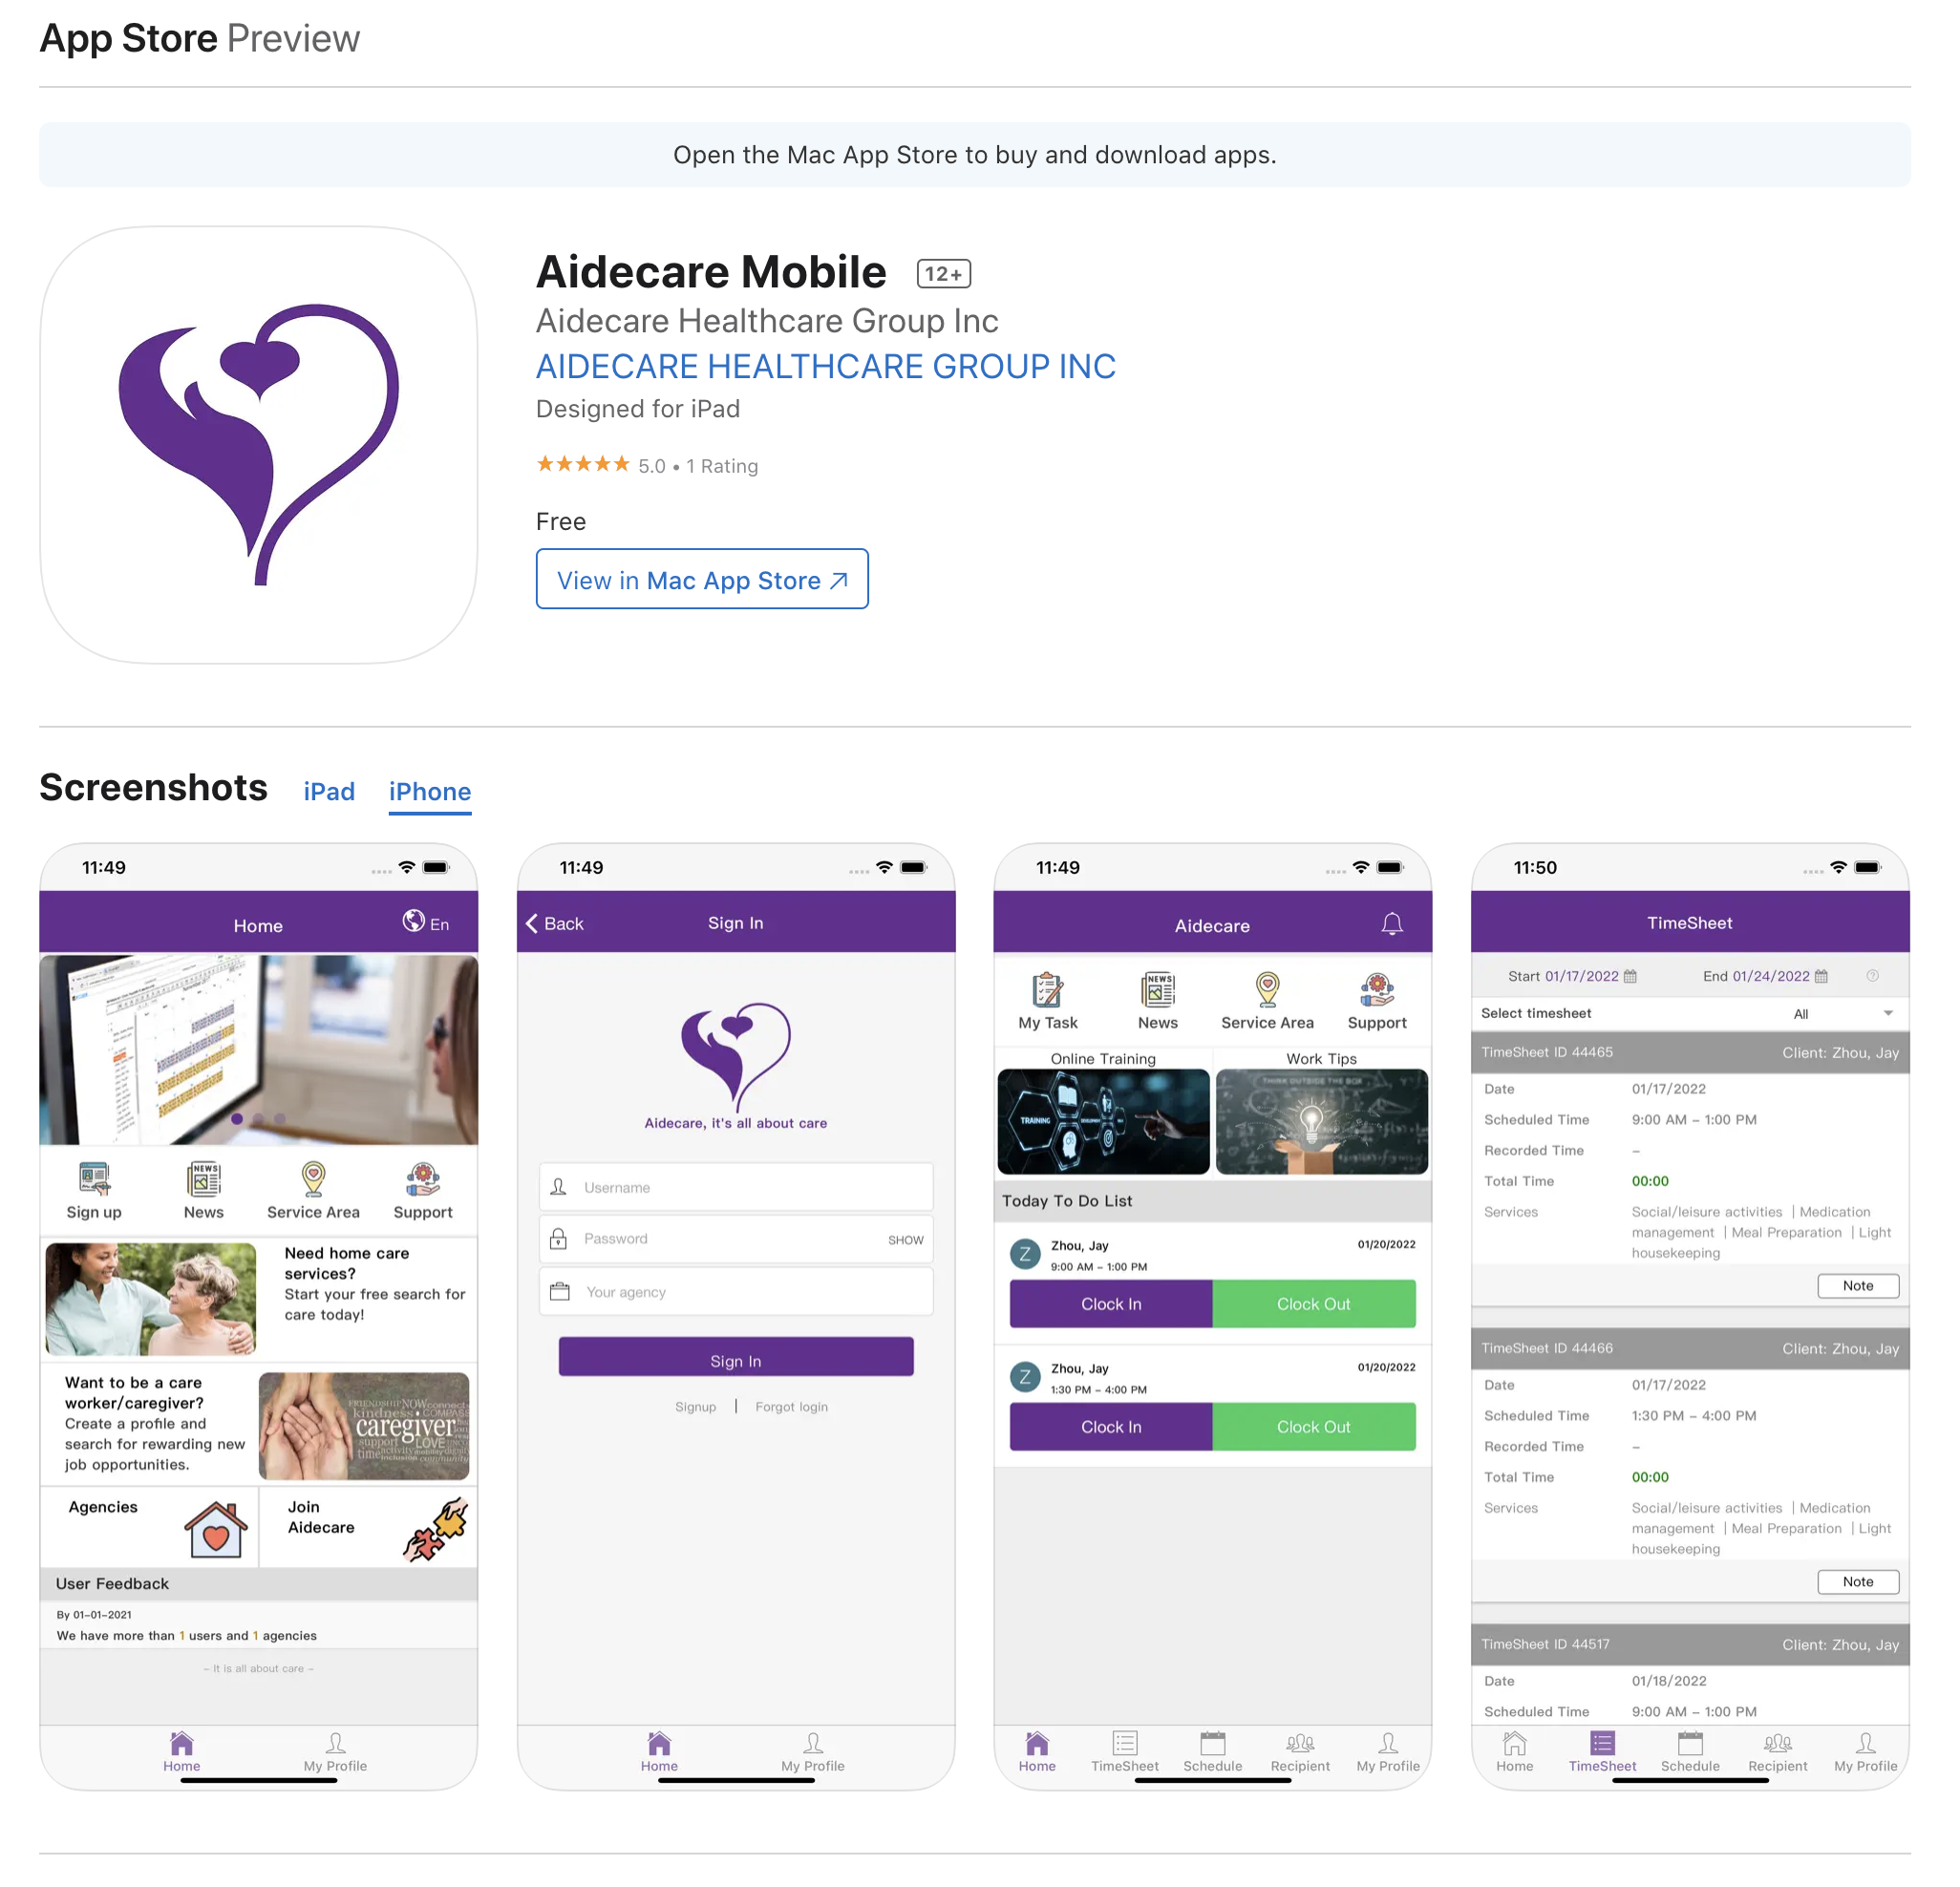 App Store Preview
Open the Mac App Store to buy and download apps.
Aidecare Mobile 12+
Aidecare Healthcare Group Inc
AIDECARE HEALTHCARE GROUP INC
Designed for iPad
5.0 • 1 Rating
Free
View in Mac App Store
Screenshots iPad iPhone
11:49
Home En
Sign up News Service Area Support
Need home care
services?
Start your free search for
care today!
Want to be a care
worker/caregiver?
Create a profile and
search for rewarding new
job opportunities.
kindness
caregiver
support LOVE
Agencies
Join
Aidecare
User Feedback
By 01-01-2021
We have more than 1 users and 1 agencies
- It is all about care -
Home My Profile
11:49
Back Sign In
Aidecare, it's all about care
Username
Password SHOW
Your agency
Sign In
Signup | Forgot login
Home My Profile
11:49
Aidecare
NEWS
My Task News Service Area Support
Online Training Work Tips
TRAINING
THINK OUTSIDE THE BOX
Today To Do List
Z Zhou, Jay 01/20/2022
9:00 AM – 1:00 PM
Clock In Clock Out
Z Zhou, Jay 01/20/2022
1:30 PM – 4:00 PM
Clock In Clock Out
Home TimeSheet Schedule Recipient My Profile
11:50
TimeSheet
Start 01/17/2022 End 01/24/2022
Select timesheet All
TimeSheet ID 44465 Client: Zhou, Jay
Date 01/17/2022
Scheduled Time 9:00 AM – 1:00 PM
Recorded Time –
Total Time 00:00
Services Social/leisure activities | Medication
management | Meal Preparation | Light
housekeeping
Note
TimeSheet ID 44466 Client: Zhou, Jay
Date 01/17/2022
Scheduled Time 1:30 PM – 4:00 PM
Recorded Time –
Total Time 00:00
Services Social/leisure activities | Medication
management | Meal Preparation | Light
housekeeping
Note
TimeSheet ID 44517 Client: Zhou, Jay
Date 01/18/2022
Scheduled Time 9:00 AM – 1:00 PM
Home TimeSheet Schedule Recipient My Profile